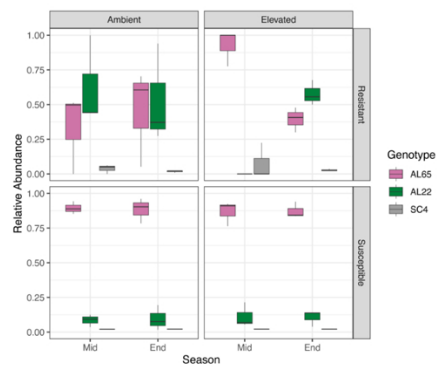 Ambient Elevated
1.00
0.75
0.50
0.25
0.00
Resistant
1.00
0.75
0.50
0.25
0.00
Susceptible
Relative Abundance
Mid End Mid End
Season
Genotype
AL65
AL22
SC4